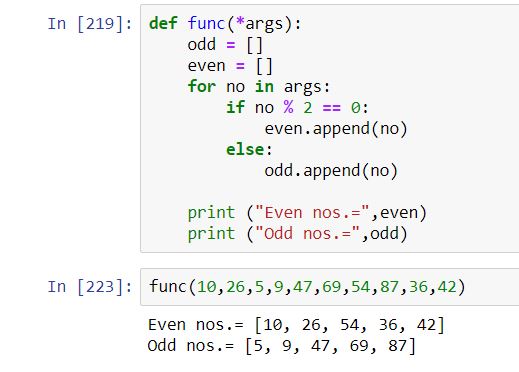 In [219]: def func(*args):
    odd = []
    even = []
    for no in args:
        if no % 2 == 0:
            even.append(no)
        else:
            odd.append(no)
    print ("Even nos.=",even)
    print ("Odd nos.=",odd)
In [223]: func(10,26,5,9,47,69,54,87,36,42)
Even nos.= [10, 26, 54, 36, 42]
Odd nos.= [5, 9, 47, 69, 87]